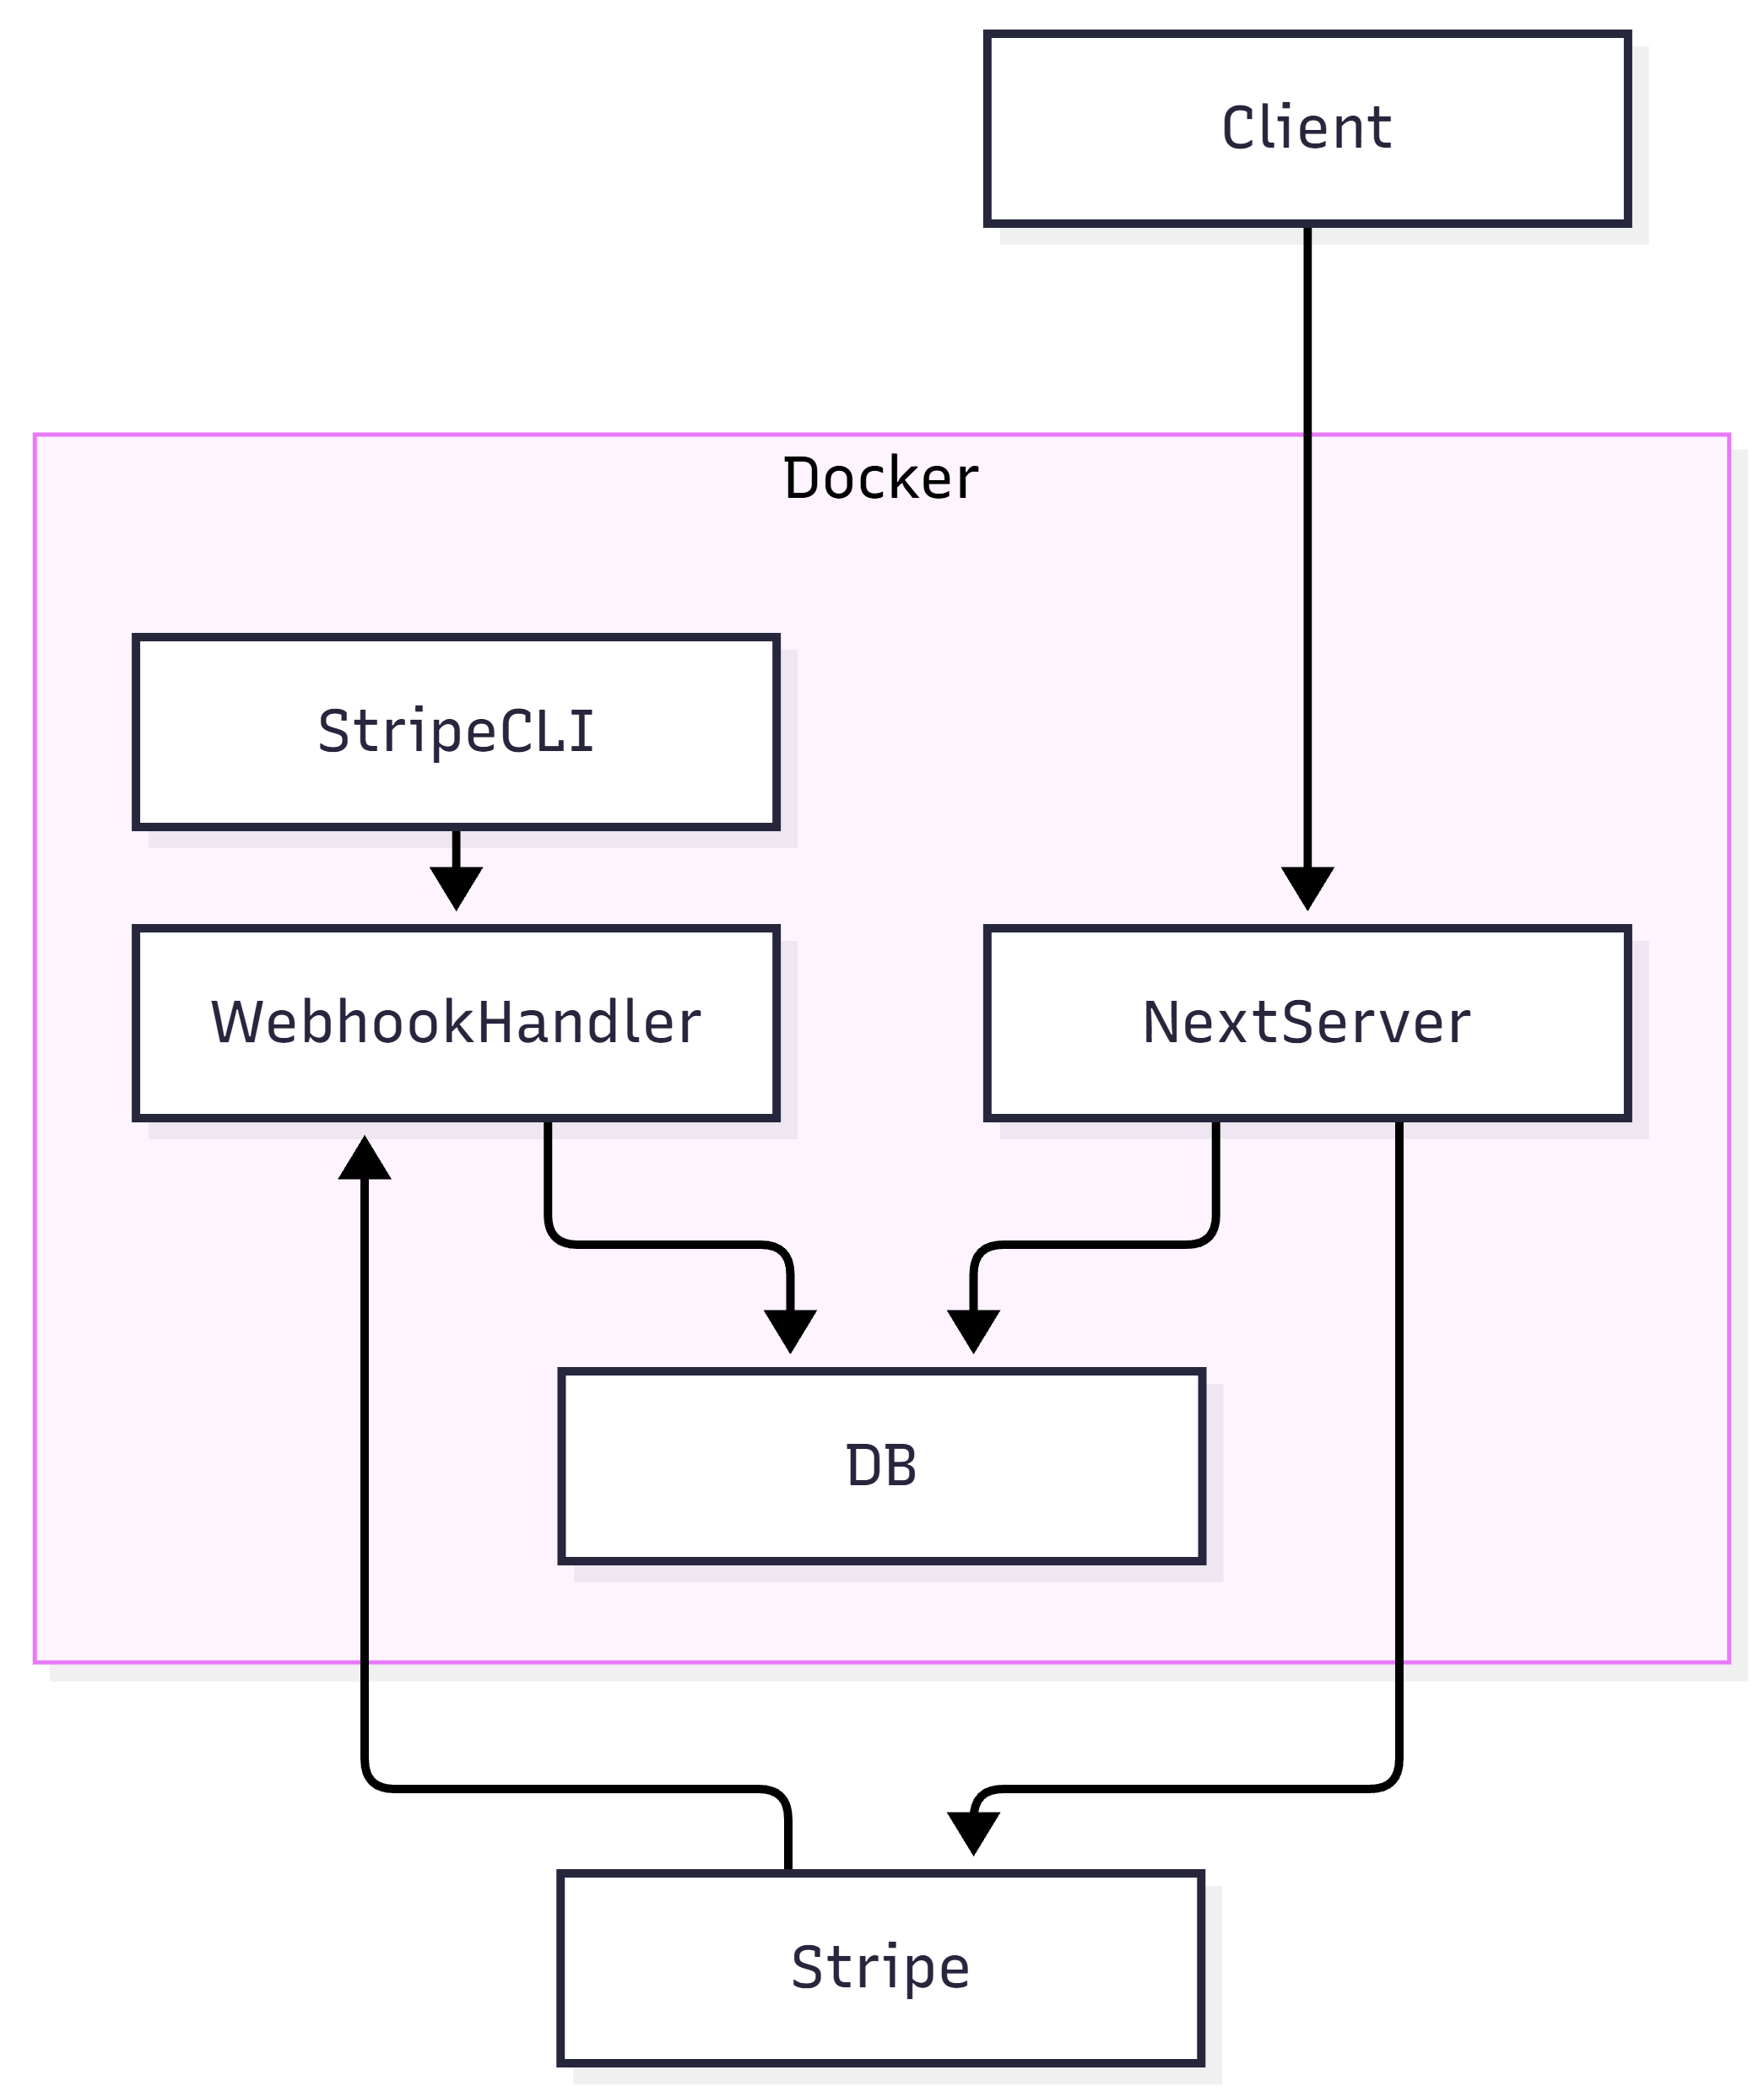 Client
Docker
StripeCLI
WebhookHandler
NextServer
DB
Stripe